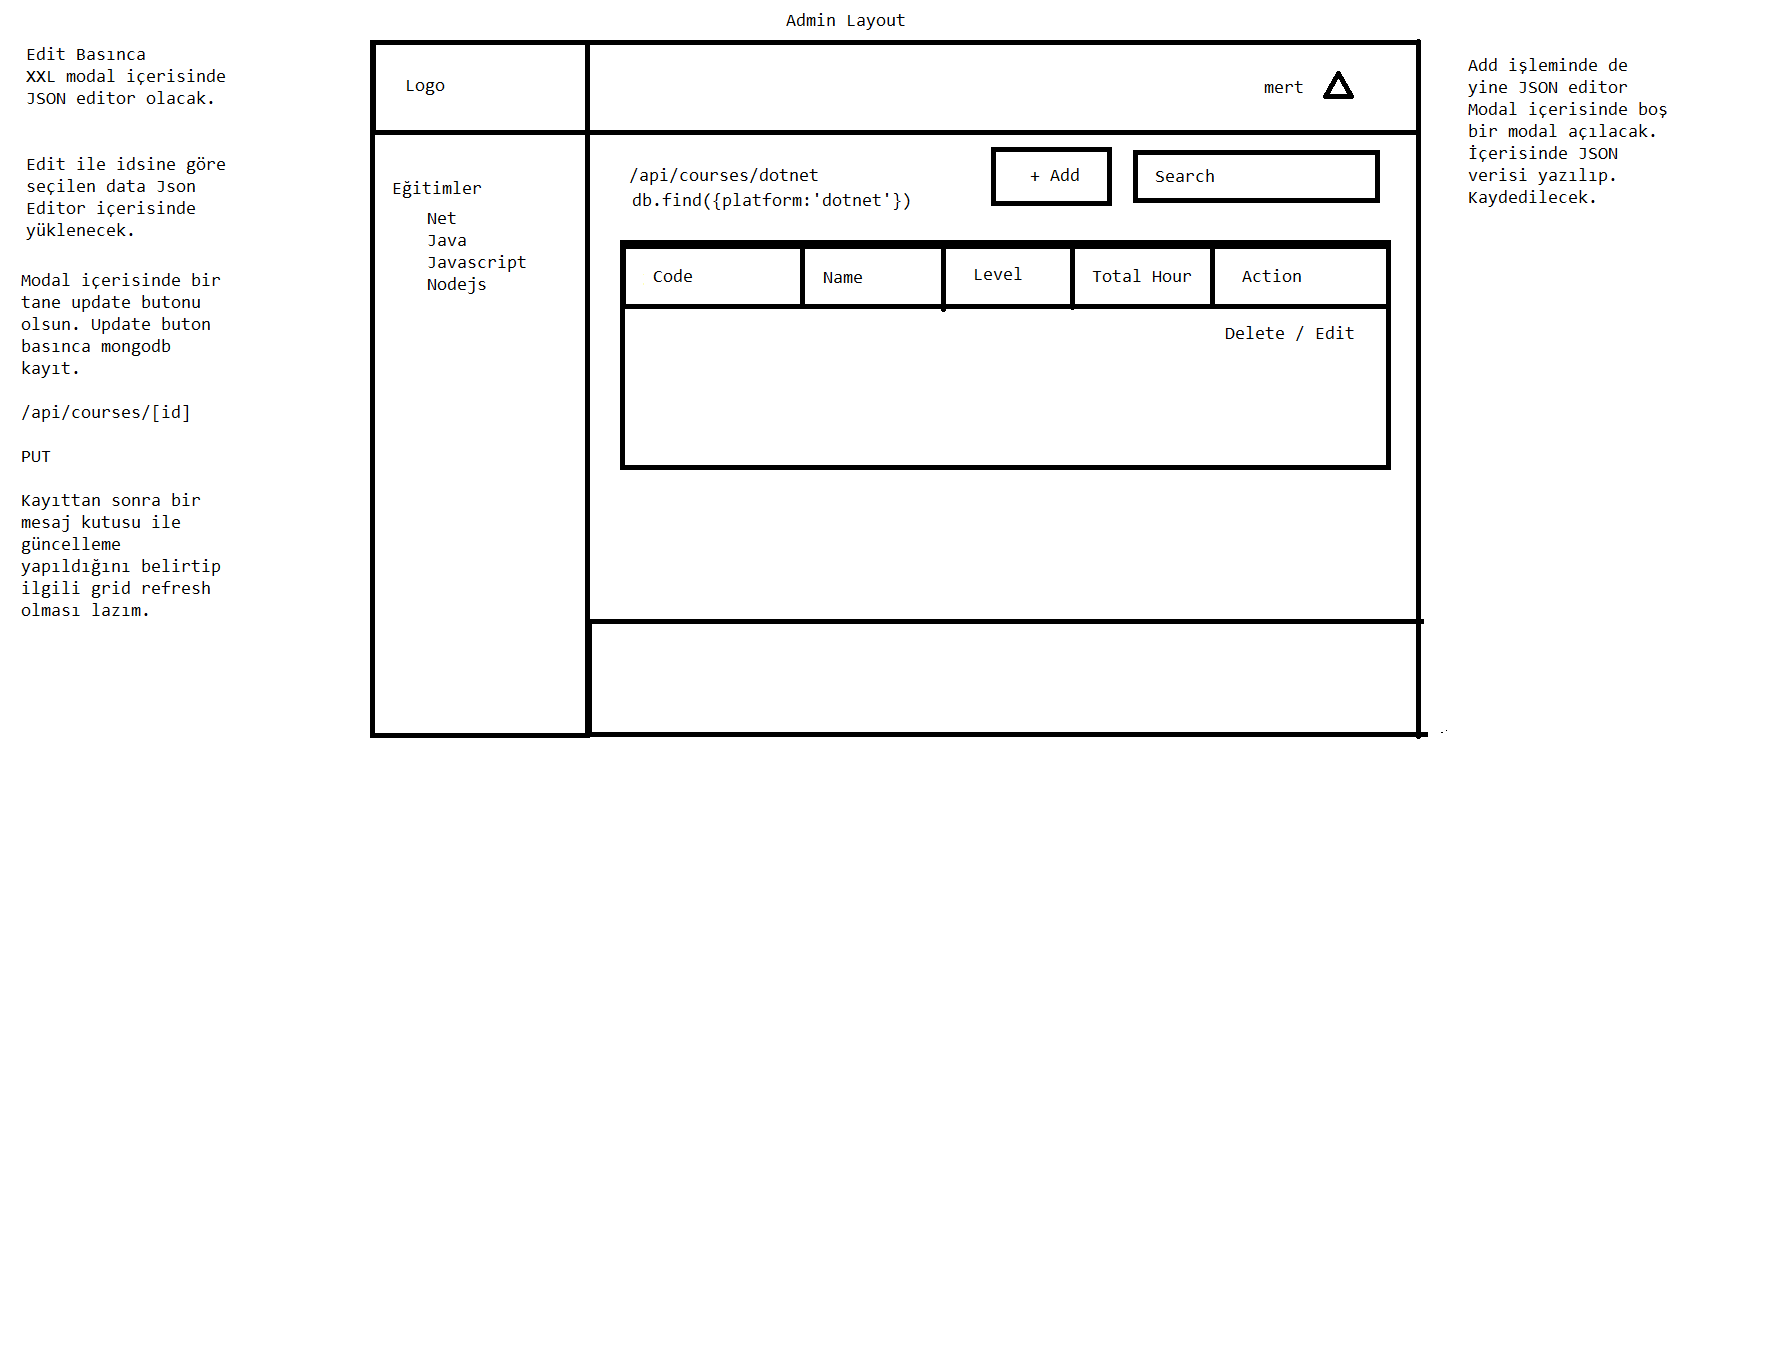 Admin Layout
Edit Basınca
XXL modal içerisinde
JSON editor olacak.
Edit ile idsine göre
seçilen data Json
Editor içerisinde
yüklenecek.
Modal içerisinde bir
tane update butonu
olsun. Update buton
basınca mongodb
kayıt.
/api/courses/[id]
PUT
Kayıttan sonra bir
mesaj kutusu ile
güncelleme
yapıldığını belirtip
ilgili grid refresh
olması lazım.
Logo
mert
Eğitimler
Net
Java
Javascript
Nodejs
/api/courses/dotnet
db.find({platform:'dotnet'})
+ Add
Search
Code
Name
Level
Total Hour
Action
Delete / Edit
Add işleminde de
yine JSON editor
Modal içerisinde boş
bir modal açılacak.
İçerisinde JSON
verisi yazılıp.
Kaydedilecek.